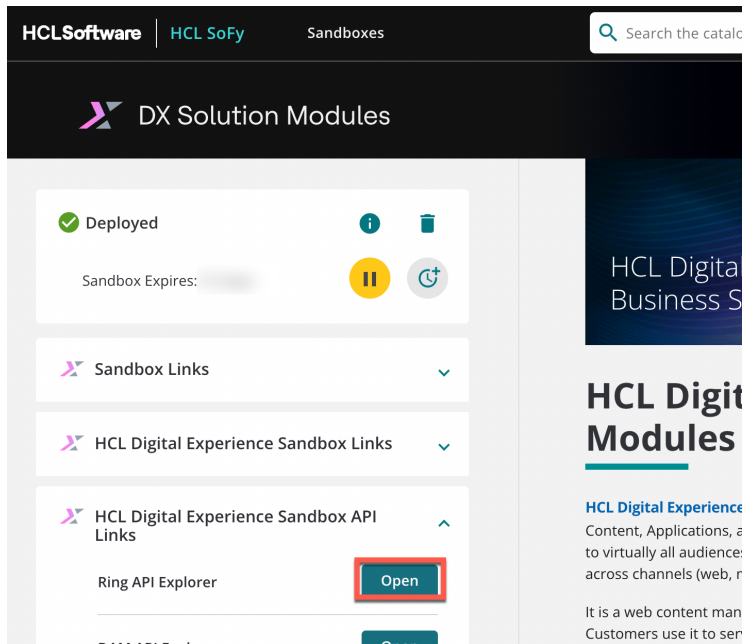 HCLSoftware
HCL SoFy
Sandboxes
Search the catalo
DX Solution Modules
Deployed
Sandbox Expires:
Sandbox Links
HCL Digital Experience Sandbox Links
HCL Digital Experience Sandbox API
Links
Ring API Explorer
Open
HCL Digital
Business S
HCL Digit
Modules
HCL Digital Experience
Content, Applications, a
to virtually all audiences
across channels (web, m
It is a web content man
Customers use it to serv